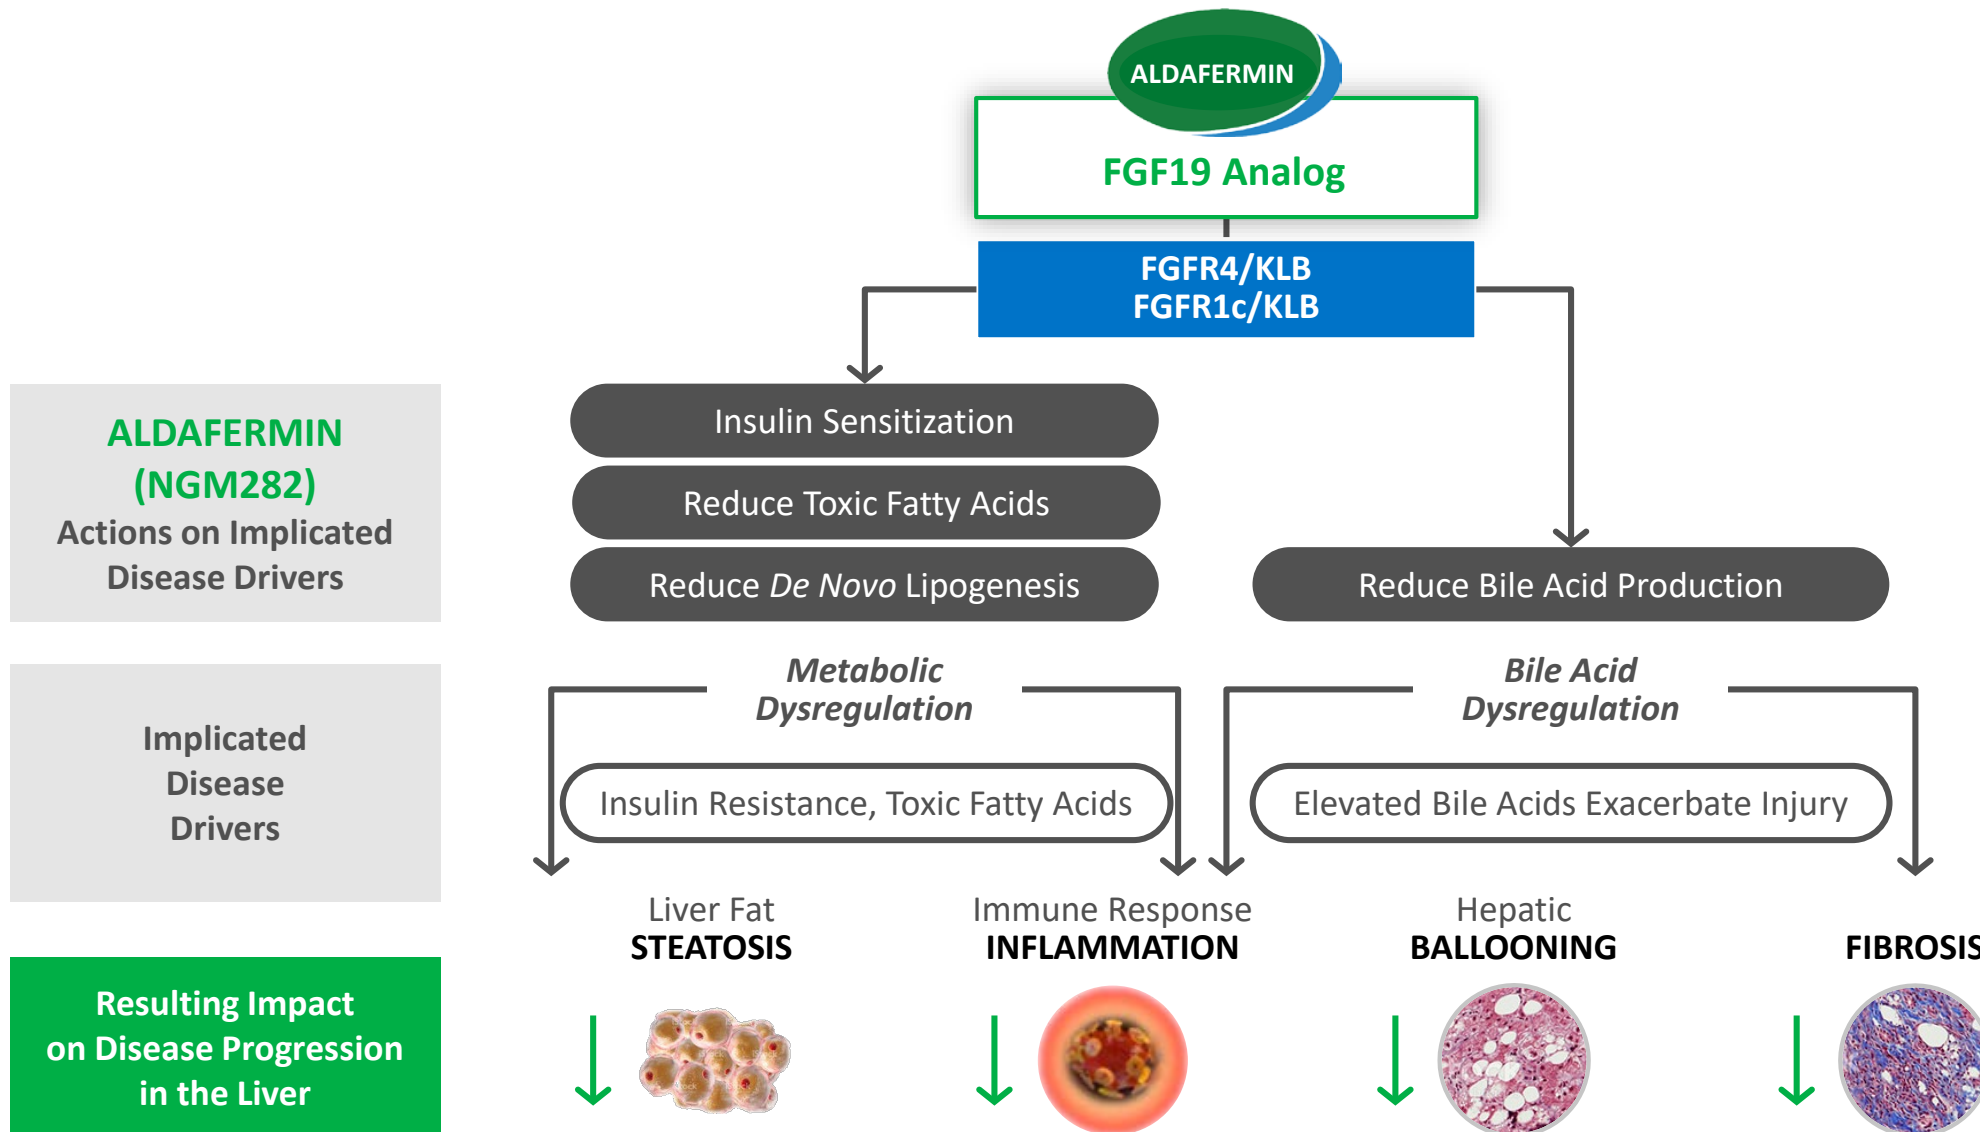 ALDAFERMIN
FGF19 Analog
FGFR4/KLB
FGFR1c/KLB
ALDAFERMIN
(NGM282)
Actions on Implicated
Disease Drivers
Insulin Sensitization
Reduce Toxic Fatty Acids
Reduce De Novo Lipogenesis
Reduce Bile Acid Production
Implicated
Disease
Drivers
Metabolic
Dysregulation
Bile Acid
Dysregulation
Insulin Resistance, Toxic Fatty Acids
Elevated Bile Acids Exacerbate Injury
Liver Fat
STEATOSIS
Immune Response
INFLAMMATION
Hepatic
BALLOONING
FIBROSIS
Resulting Impact
on Disease Progression
in the Liver